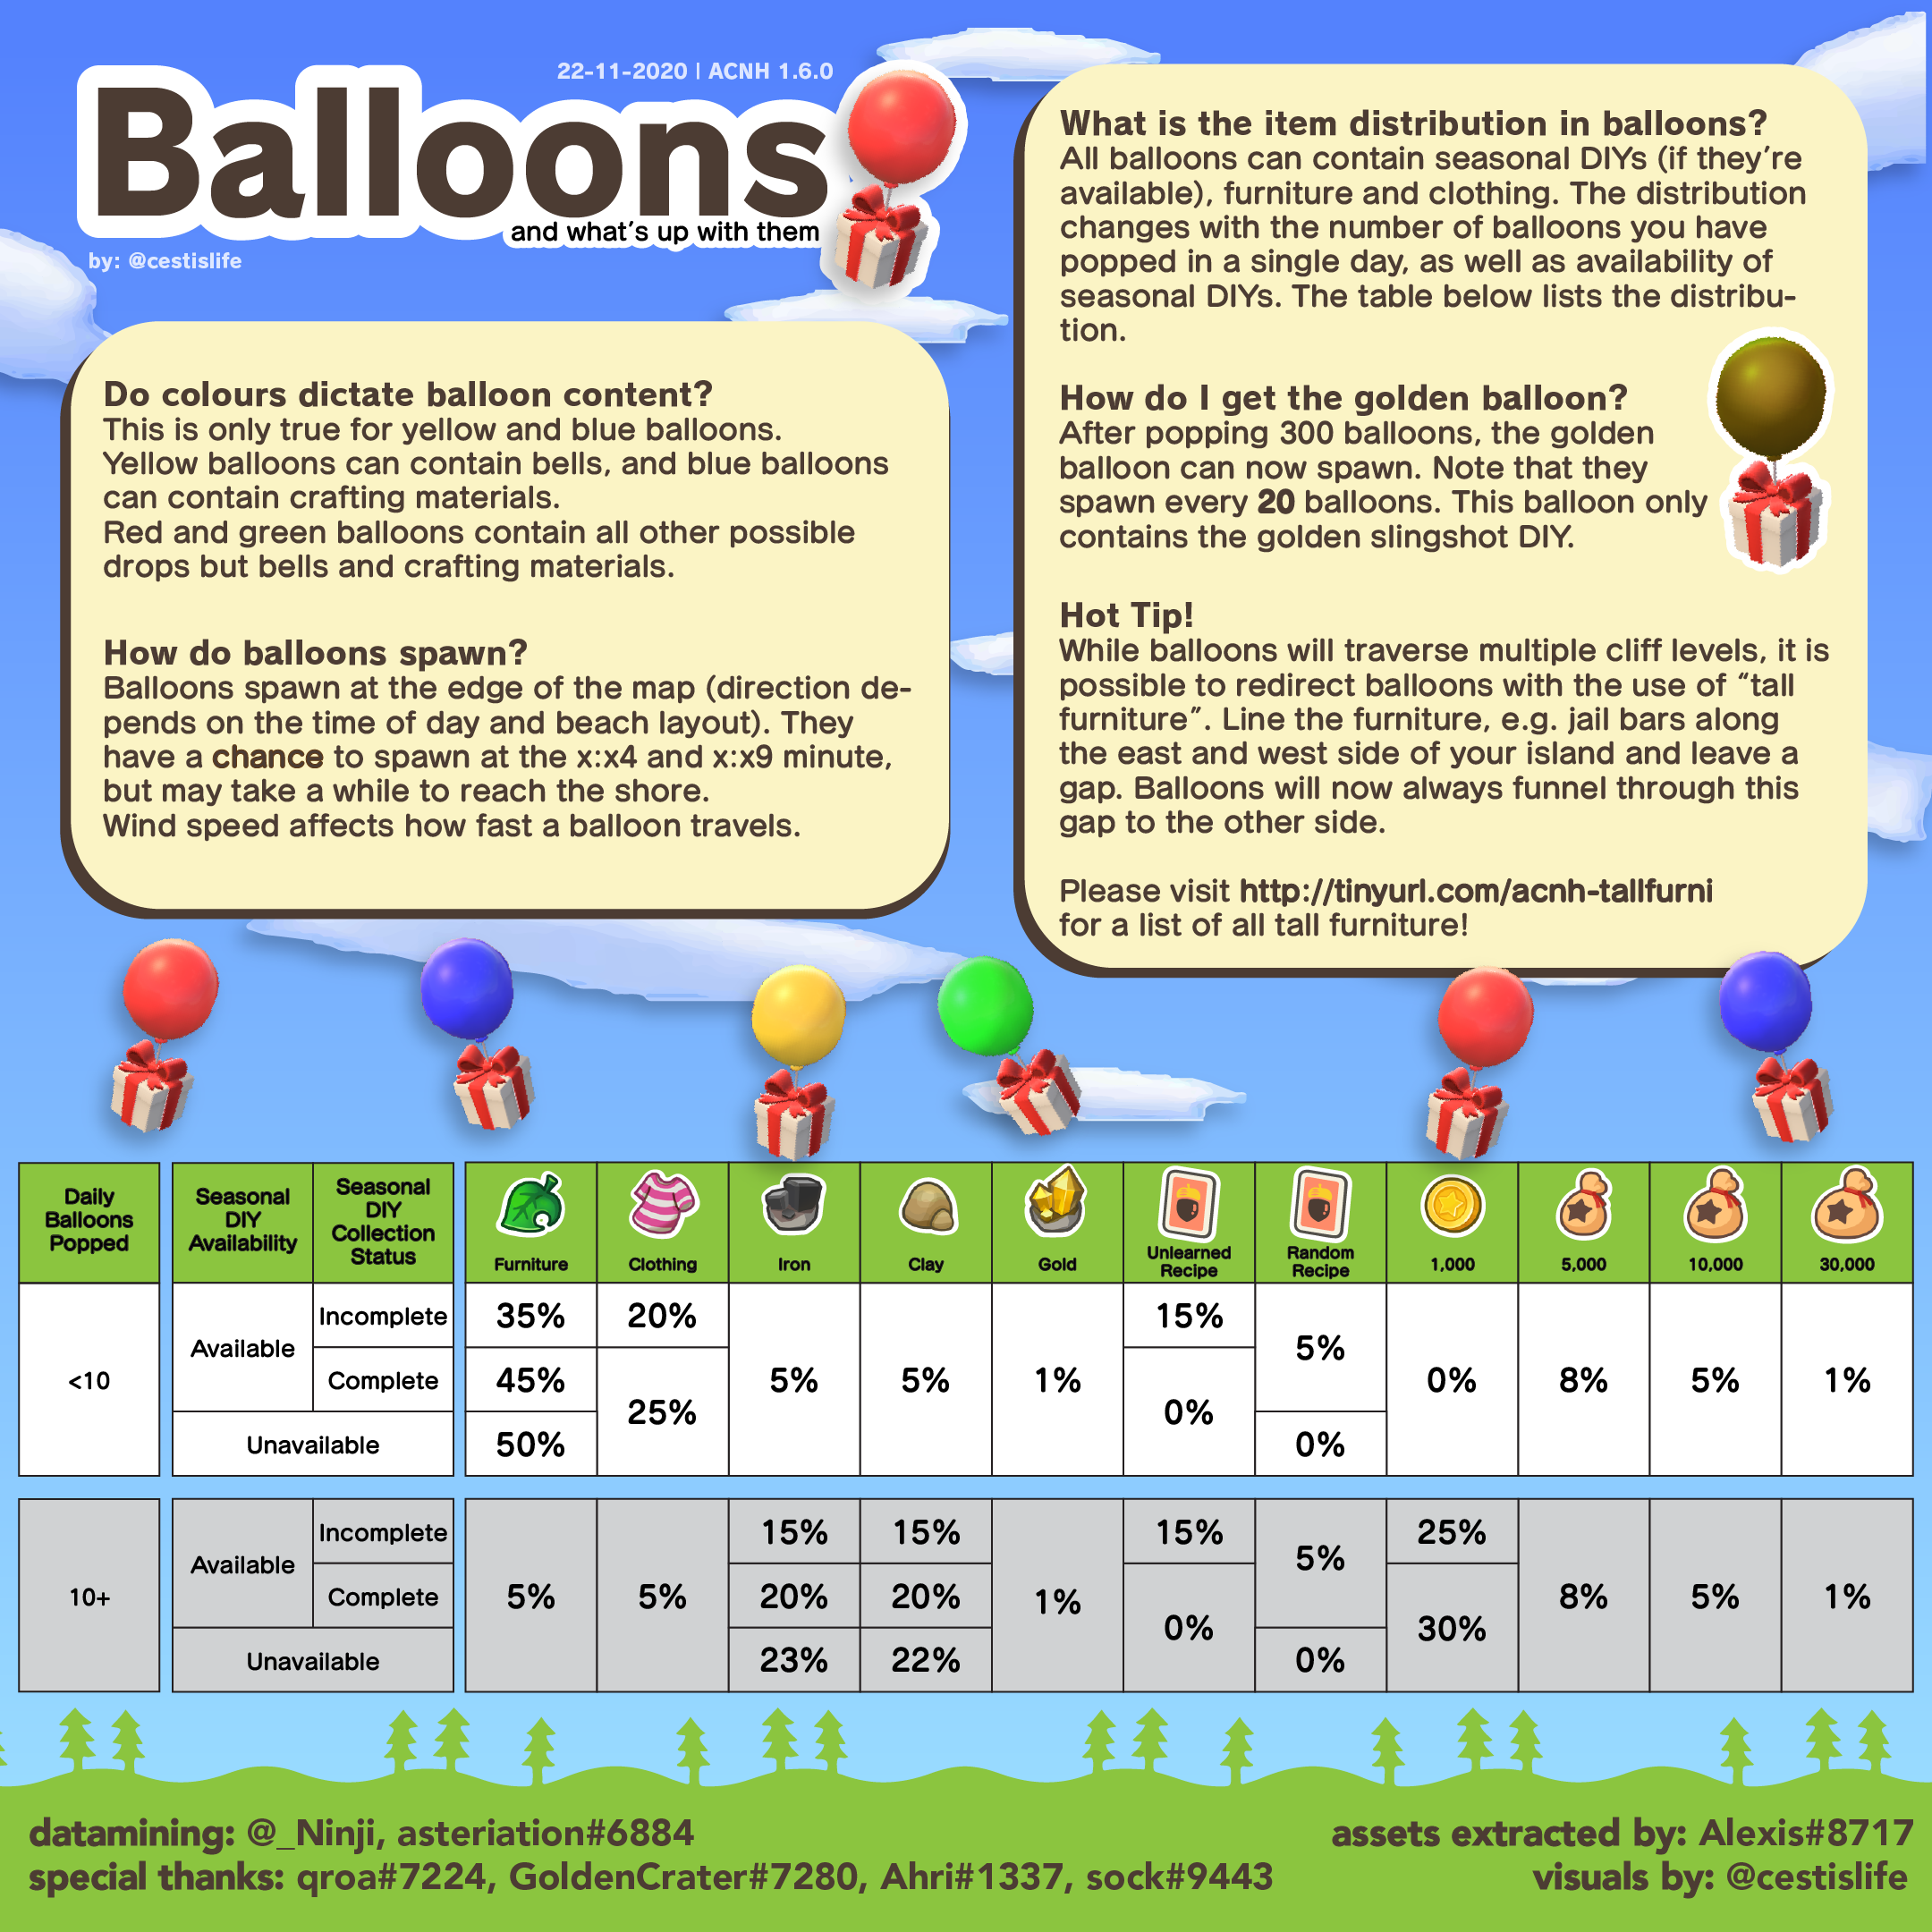 22-11-2020 | ACNH 1.6.0
Balloons
and what's up with them
by: @cestislife
Do colours dictate balloon content?
This is only true for yellow and blue balloons.
Yellow balloons can contain bells, and blue balloons
can contain crafting materials.
Red and green balloons contain all other possible
drops but bells and crafting materials.
How do balloons spawn?
Balloons spawn at the edge of the map (direction de-
pends on the time of day and beach layout). They
have a chance to spawn at the x:x4 and x:x9 minute,
but may take a while to reach the shore.
Wind speed affects how fast a balloon travels.
What is the item distribution in balloons?
All balloons can contain seasonal DIYs (if they're
available), furniture and clothing. The distribution
changes with the number of balloons you have
popped in a single day, as well as availability of
seasonal DIYs. The table below lists the distribu-
tion.
How do I get the golden balloon?
After popping 300 balloons, the golden
balloon can now spawn. Note that they
spawn every 20 balloons. This balloon only
contains the golden slingshot DIY.
Hot Tip!
While balloons will traverse multiple cliff levels, it is
possible to redirect balloons with the use of "tall
furniture". Line the furniture, e.g. jail bars along
the east and west side of your island and leave a
gap. Balloons will now always funnel through this
gap to the other side.
Please visit http://tinyurl.com/acnh-tallfurni
for a list of all tall furniture!
Daily Balloons Popped
Seasonal DIY Availability
Seasonal DIY Collection Status
Furniture
Clothing
Iron
Clay
Gold
Unlearned Recipe
Random Recipe
1,000
5,000
10,000
30,000
<10
Available
Incomplete
35%
20%
5%
5%
1%
15%
5%
0%
8%
5%
1%
Complete
45%
25%
0%
Unavailable
50%
0%
10+
Available
Incomplete
5%
5%
15%
15%
1%
15%
5%
25%
8%
5%
1%
Complete
20%
20%
0%
30%
Unavailable
23%
22%
0%
datamining: @_Ninji, asteriation#6884
special thanks: qroa#7224, GoldenCrater#7280, Ahri#1337, sock#9443
assets extracted by: Alexis#8717
visuals by: @cestislife